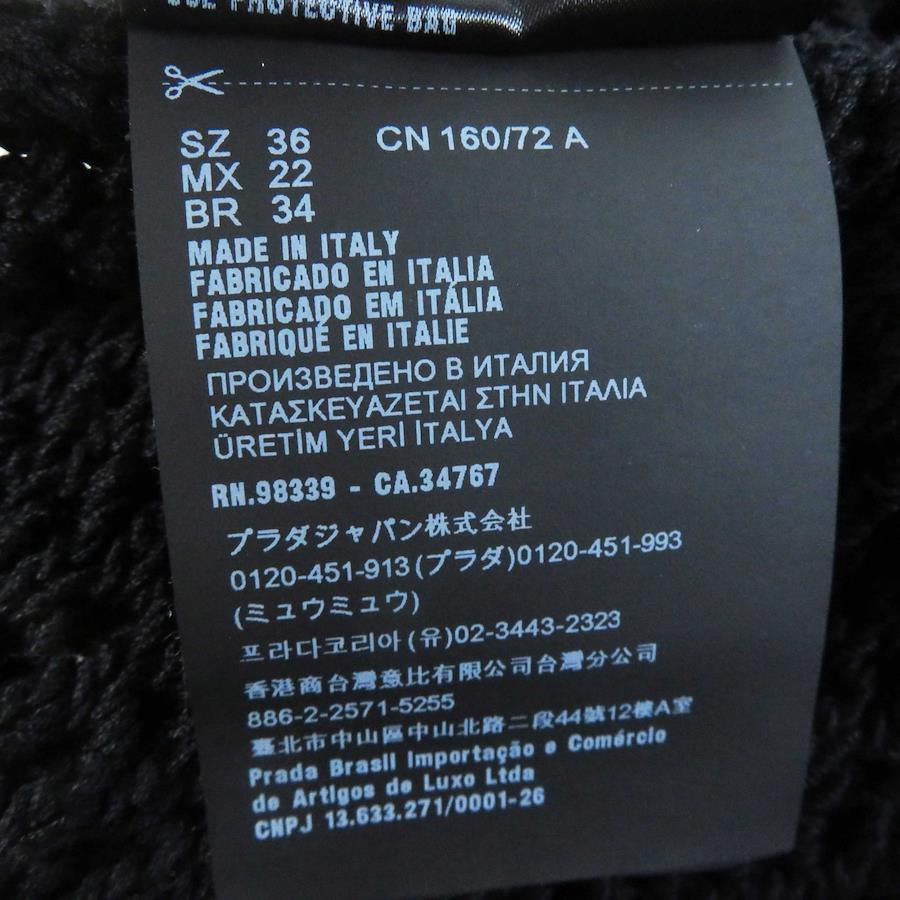 USE PROTECTIVE BAG
SZ 36 CN 160/72 A
MX 22
BR 34
MADE IN ITALY
FABRICADO EN ITALIA
FABRICADO EM ITÁLIA
FABRIQUÉ EN ITALIE
ПРОИЗВЕДЕНО В ИТАЛИЯ
ΚΑΤΑΣΚΕΥΑΖΕΤΑΙ ΣΤΗΝ ΙΤΑΛΙΑ
ÜRETİM YERİ İTALYA
RN.98339 - CA.34767
プラダジャパン株式会社
0120-451-913(プラダ)0120-451-993
(ミュウミュウ)
프라다코리아(유)02-3443-2323
香港商台灣意比有限公司台灣分公司
886-2-2571-5255
臺北市中山區中山北路二段44號12樓A室
Prada Brasil Importação e Comércio
de Artigos de Luxo Ltda
CNPJ 13.633.271/0001-26